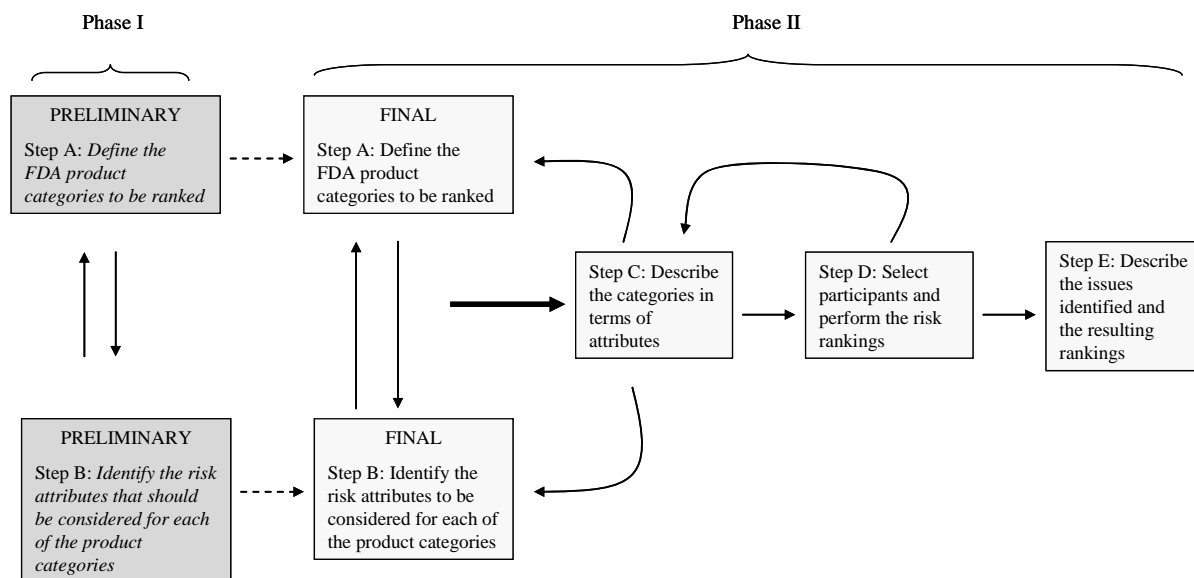 Phase I
Phase II
PRELIMINARY
Step A: Define the
FDA product
categories to be ranked
FINAL
Step A: Define the
FDA product
categories to be ranked
Step C: Describe
the categories in
terms of
attributes
Step D: Select
participants and
perform the risk
rankings
Step E: Describe
the issues
identified and
the resulting
rankings
PRELIMINARY
Step B: Identify the risk
attributes that should
be considered for each
of the product
categories
FINAL
Step B: Identify the
risk attributes to be
considered for each of
the product categories